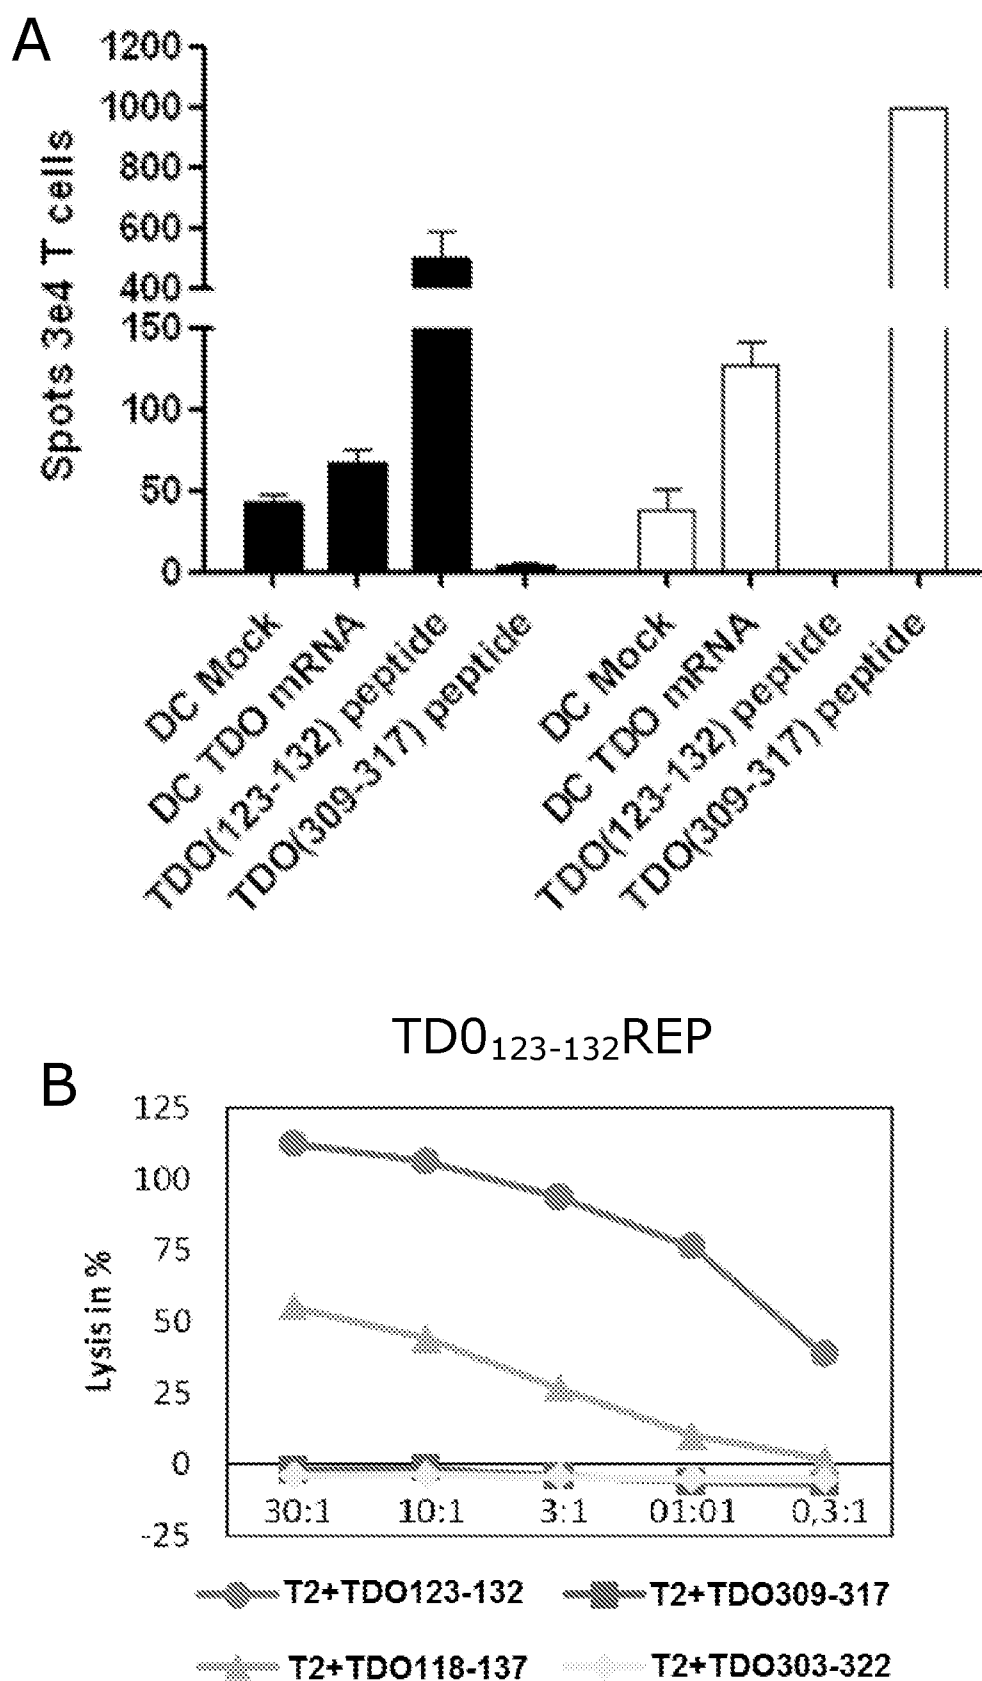 A
1200
1000
800
600
400
150
100
50
0
Spots 3e4 T cells
DC Mock
DC TDO mRNA
TDO(123-132) peptide
TDO(309-317) peptide
DC Mock
DC TDO mRNA
TDO(123-132) peptide
TDO(309-317) peptide
TD0123-132REP
B
125
100
75
50
25
0
-25
Lysis in %
30:1 10:1 3:1 01:01 0,3:1
T2+TDO123-132 T2+TDO309-317
T2+TDO118-137 T2+TDO303-322